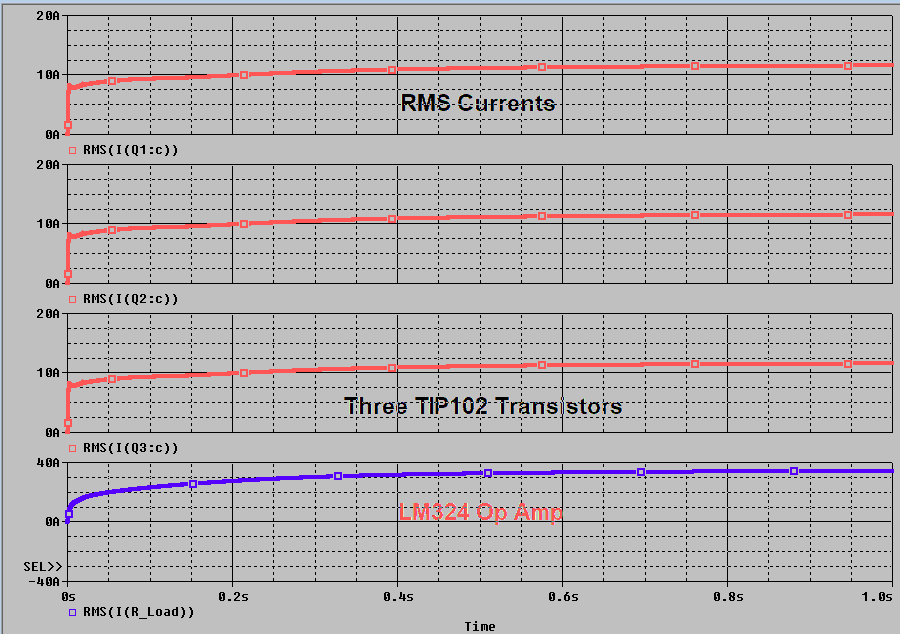 20A
10A
RMS Currents
0A
RMS(I(Q1:c))
20A
10A
0A
RMS(I(Q2:c))
20A
10A
Three TIP102 Transistors
0A
RMS(I(Q3:c))
40A
LM324 Op Amp
0A
SEL>>
-40A
0s 0.2s 0.4s 0.6s 0.8s 1.0s
RMS(I(R_Load))
Time